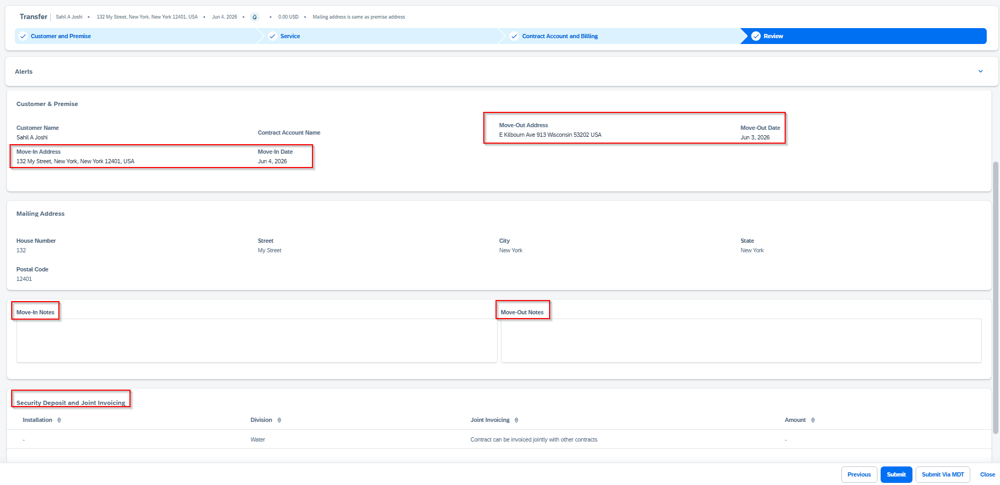 Transfer Sahil A Joshi • 132 My Street, New York, New York 12401, USA • Jun 4, 2026 • • 0.00 USD • Mailing address is same as premise address
Customer and Premise Service Contract Account and Billing Review
Alerts
Customer & Premise
Customer Name
Sahil A Joshi
Contract Account Name
Move-Out Address
E Kilbourn Ave 913 Wisconsin 53202 USA
Move-Out Date
Jun 3, 2026
Move-In Address
132 My Street, New York, New York 12401, USA
Move-In Date
Jun 4, 2026
Mailing Address
House Number
132
Street
My Street
City
New York
State
New York
Postal Code
12401
Move-In Notes
Move-Out Notes
Security Deposit and Joint Invoicing
Installation Division Joint Invoicing Amount
- Water Contract can be invoiced jointly with other contracts -
Previous Submit Submit Via MDT Close